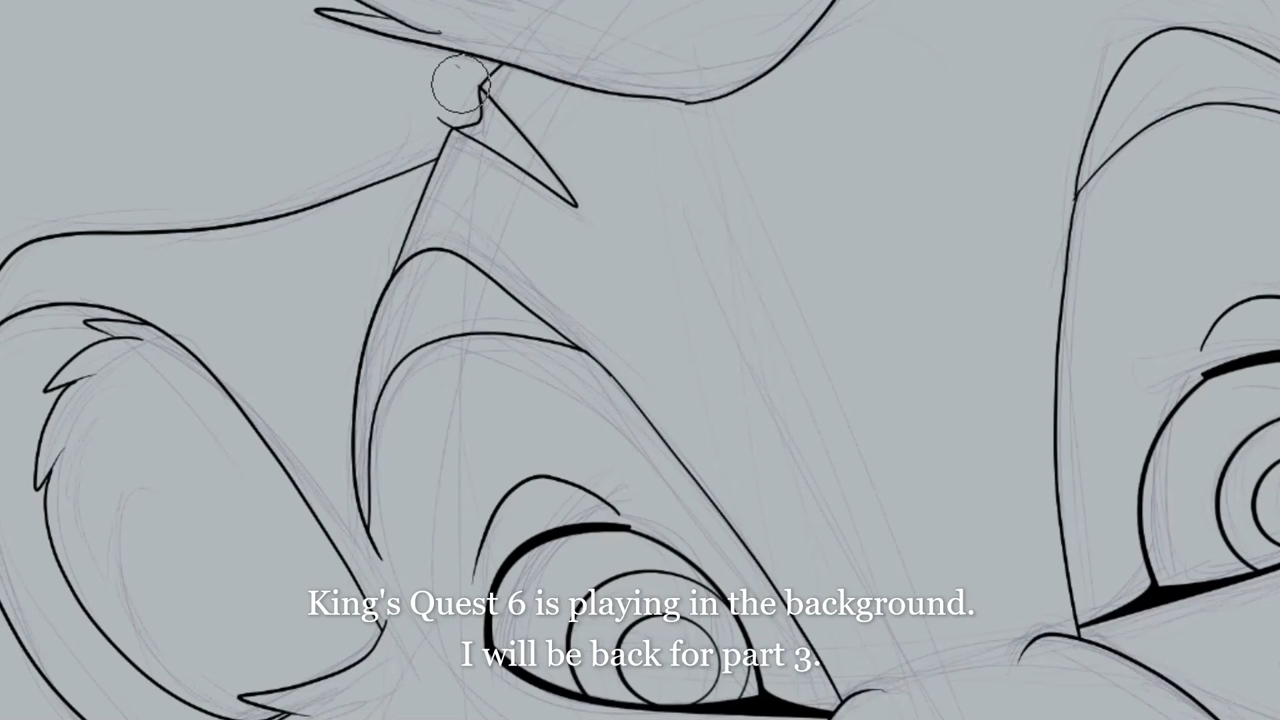 King's Quest 6 is playing in the background.
I will be back for part 3.